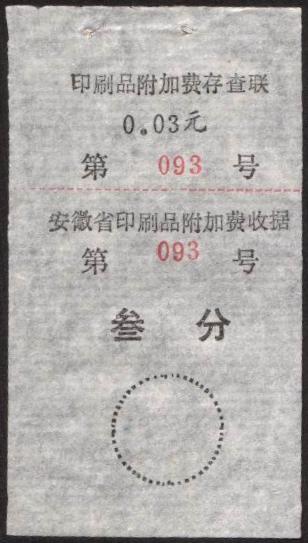 印刷品附加费存查联
0.03元
第 093 号
安徽省印刷品附加费收据
第 093 号
叁 分